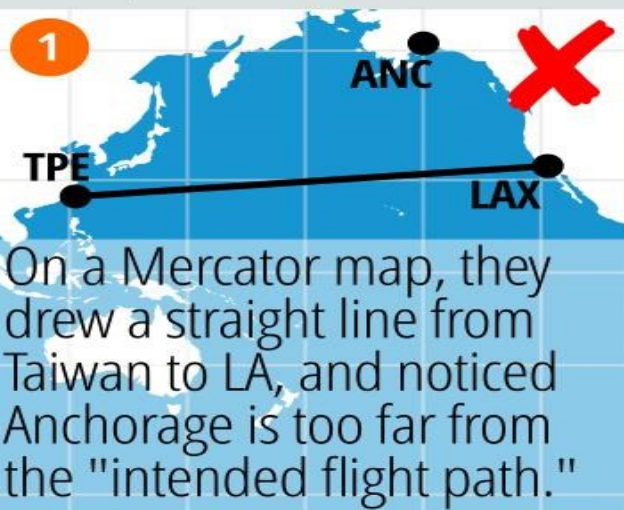 1
ANC
TPE
LAX
On a Mercator map, they
drew a straight line from
Taiwan to LA, and noticed
Anchorage is too far from
the "intended flight path."